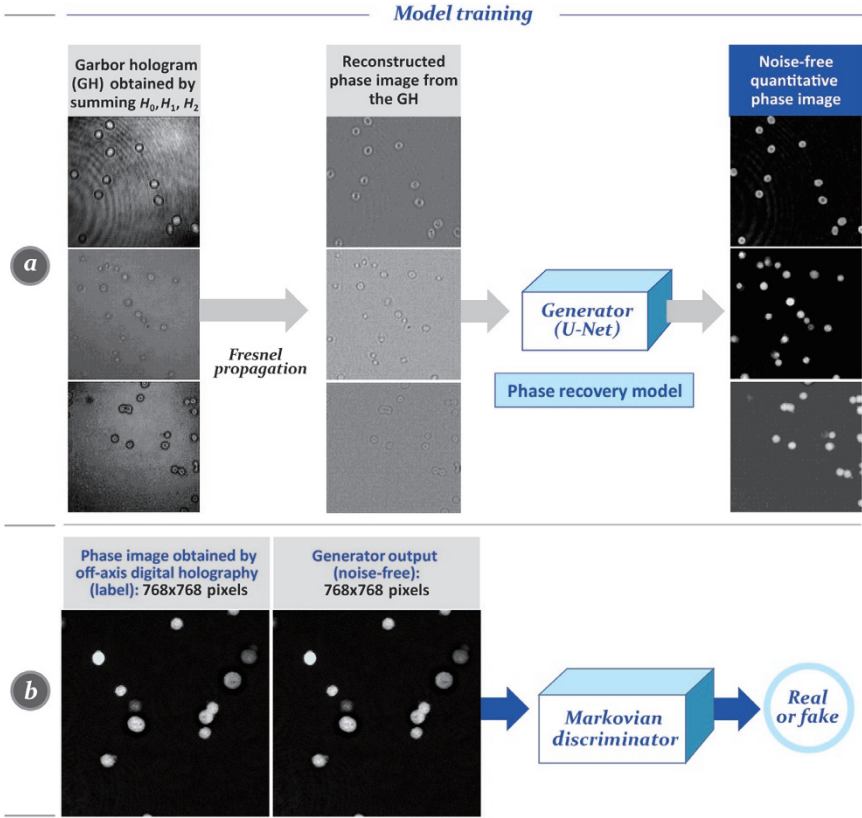 Model training
Garbor hologram
(GH) obtained by
summing H₀, H₁, H₂
Reconstructed
phase image from
the GH
Noise-free
quantitative
phase image
a
Fresnel
propagation
Generator
(U-Net)
Phase recovery model
Phase image obtained by
off-axis digital holography
(label): 768x768 pixels
Generator output
(noise-free):
768x768 pixels
b
Markovian
discriminator
Real
or fake